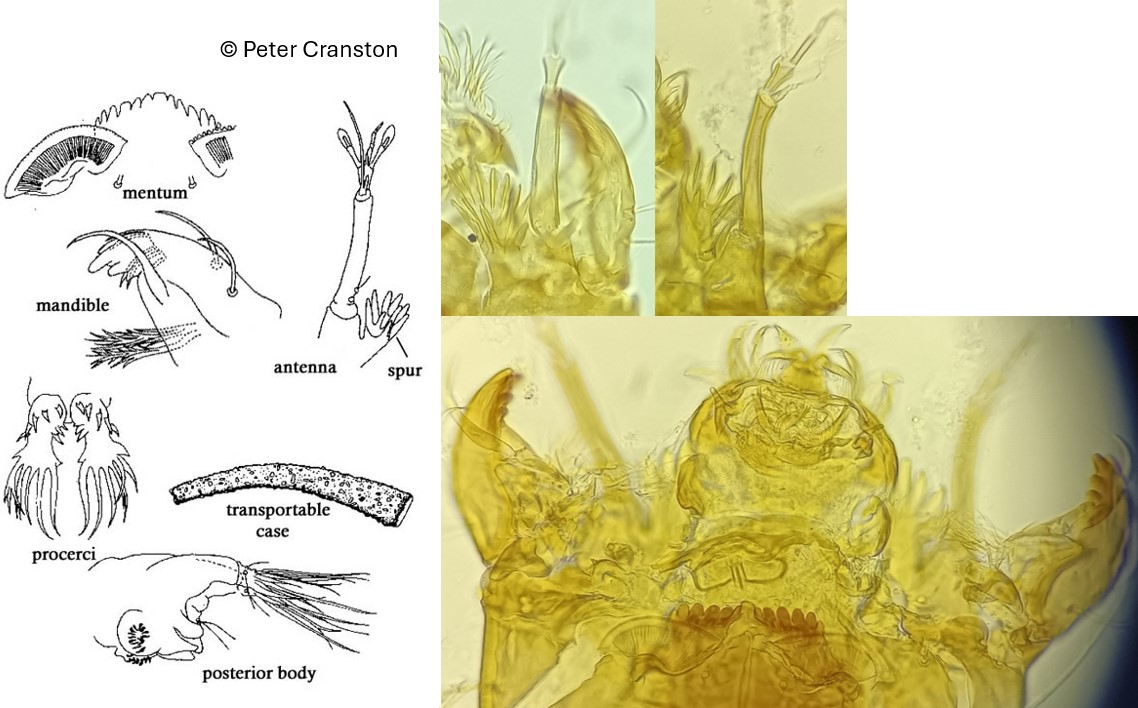 © Peter Cranston
mentum
mandible
antenna
spur
procerci
transportable
case
posterior body